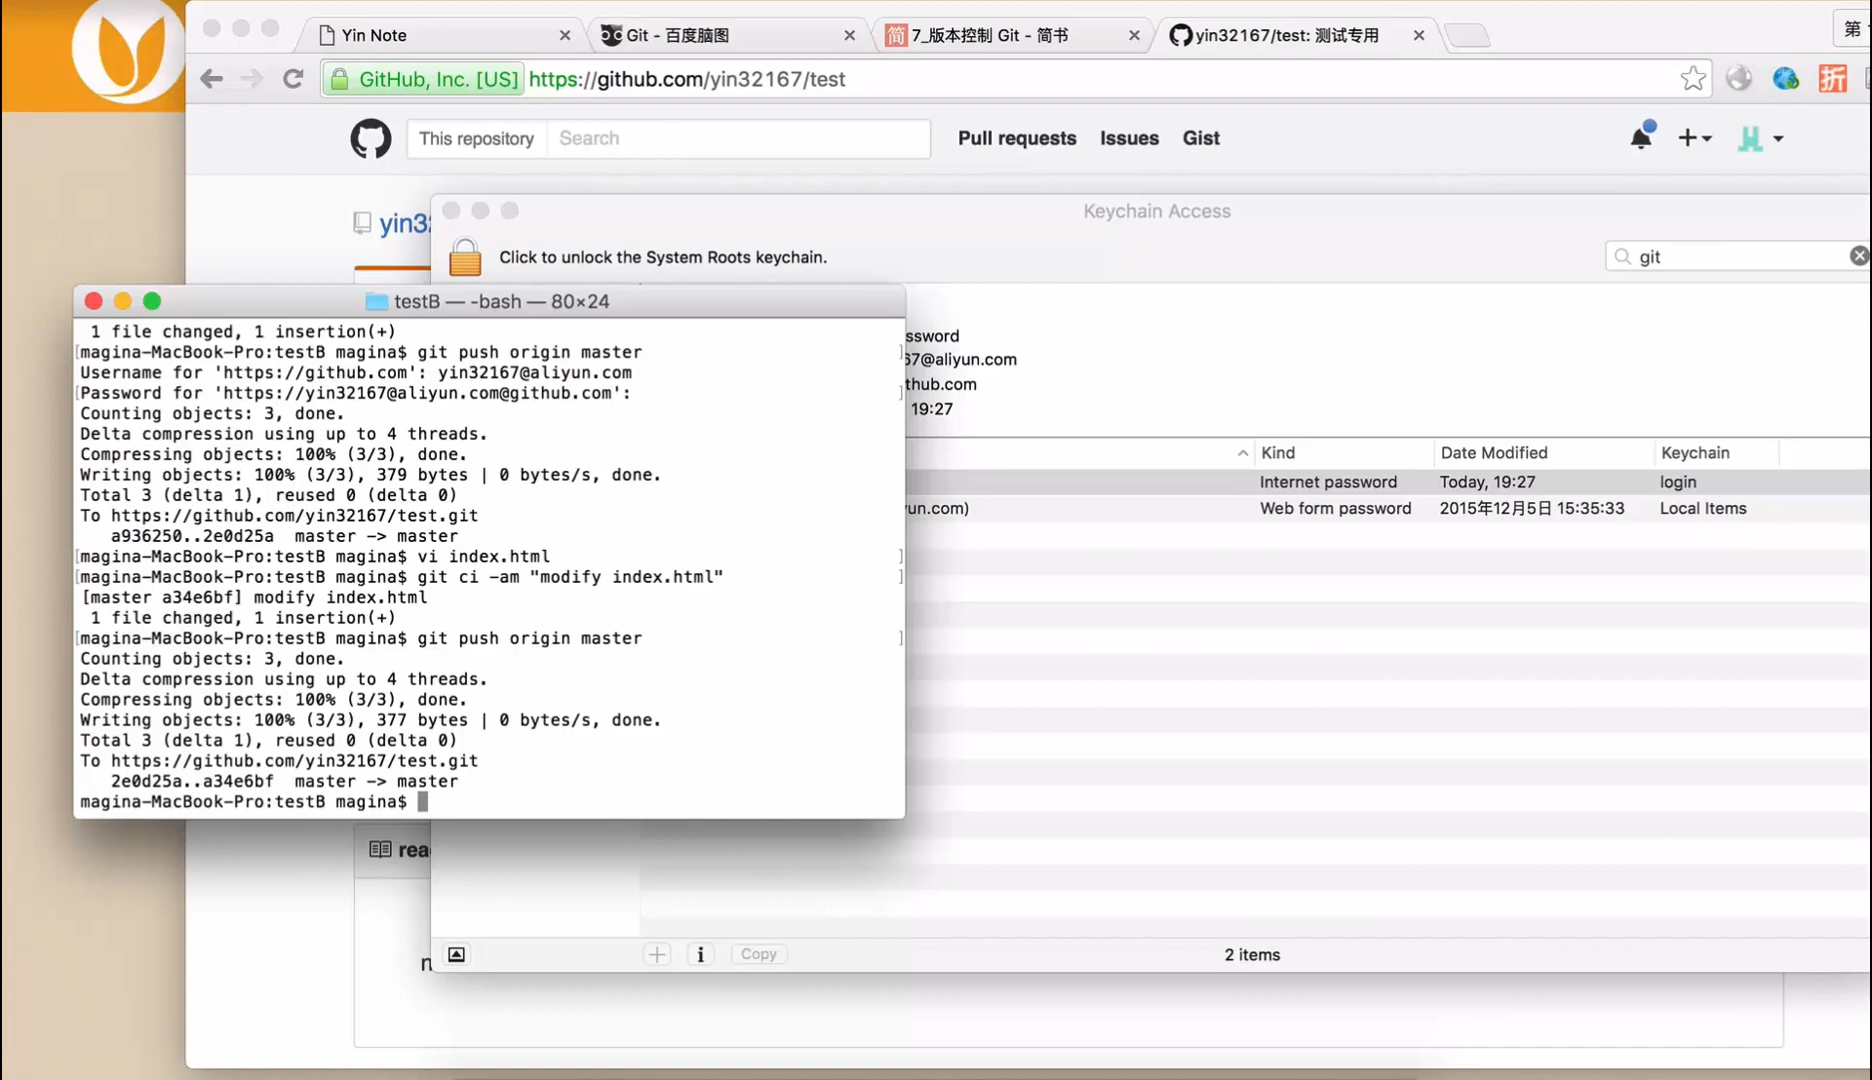 Yin Note
Git - 百度脑图
简 7_版本控制 Git - 简书
yin32167/test: 测试专用
第
GitHub, Inc. [US] https://github.com/yin32167/test
折
This repository Search Pull requests Issues Gist
yin32
Keychain Access
Click to unlock the System Roots keychain.
git
testB — -bash — 80×24
1 file changed, 1 insertion(+)
[magina-MacBook-Pro:testB magina$ git push origin master ]
Username for 'https://github.com': yin32167@aliyun.com
[Password for 'https://yin32167@aliyun.com@github.com': ]
Counting objects: 3, done.
Delta compression using up to 4 threads.
Compressing objects: 100% (3/3), done.
Writing objects: 100% (3/3), 379 bytes | 0 bytes/s, done.
Total 3 (delta 1), reused 0 (delta 0)
To https://github.com/yin32167/test.git
a936250..2e0d25a master -> master
[magina-MacBook-Pro:testB magina$ vi index.html ]
[magina-MacBook-Pro:testB magina$ git ci -am "modify index.html" ]
[master a34e6bf] modify index.html
1 file changed, 1 insertion(+)
[magina-MacBook-Pro:testB magina$ git push origin master ]
Counting objects: 3, done.
Delta compression using up to 4 threads.
Compressing objects: 100% (3/3), done.
Writing objects: 100% (3/3), 377 bytes | 0 bytes/s, done.
Total 3 (delta 1), reused 0 (delta 0)
To https://github.com/yin32167/test.git
2e0d25a..a34e6bf master -> master
magina-MacBook-Pro:testB magina$
ssword
67@aliyun.com
thub.com
19:27
Kind Date Modified Keychain
Internet password Today, 19:27 login
yun.com) Web form password 2015年12月5日 15:35:33 Local Items
rea
Copy
2 items